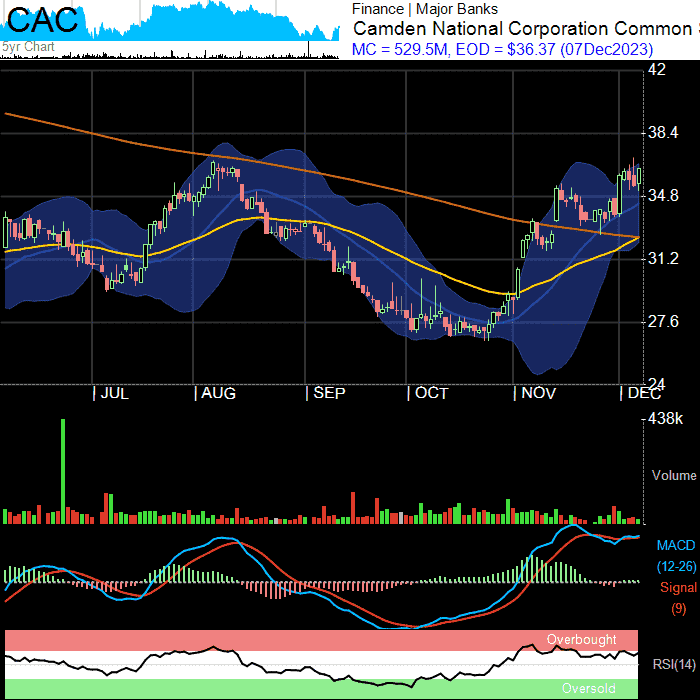 CAC
5yr Chart
Finance | Major Banks
Camden National Corporation Common
MC = 529.5M, EOD = $36.37 (07Dec2023)
42
38.4
34.8
31.2
27.6
24
JUL AUG SEP OCT NOV DEC
438k
Volume
MACD
(12-26)
Signal
(9)
Overbought
RSI(14)
Oversold